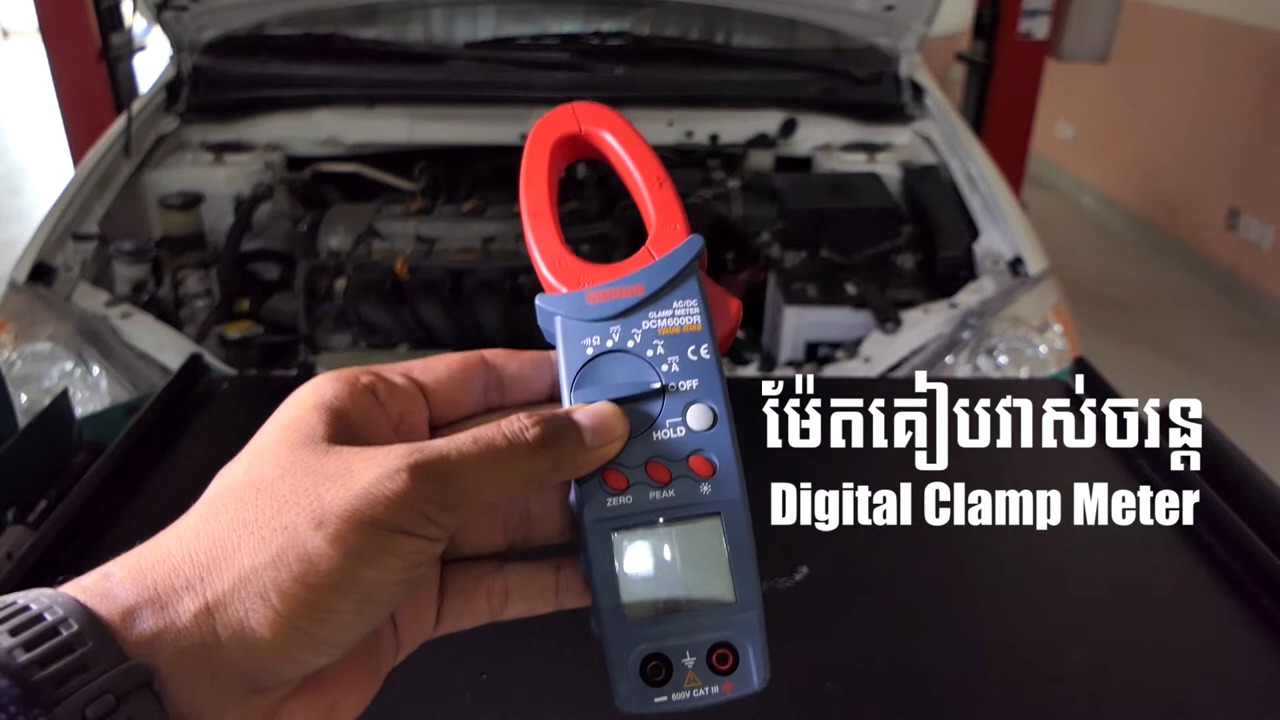 AC/DC
CLAMP METER
DCM600DR
TRUE RMS
Ω V V A A OFF
CE
HOLD
ZERO PEAK
600V CAT III
ម៉ែតគៀបវាស់ចរន្ត
Digital Clamp Meter